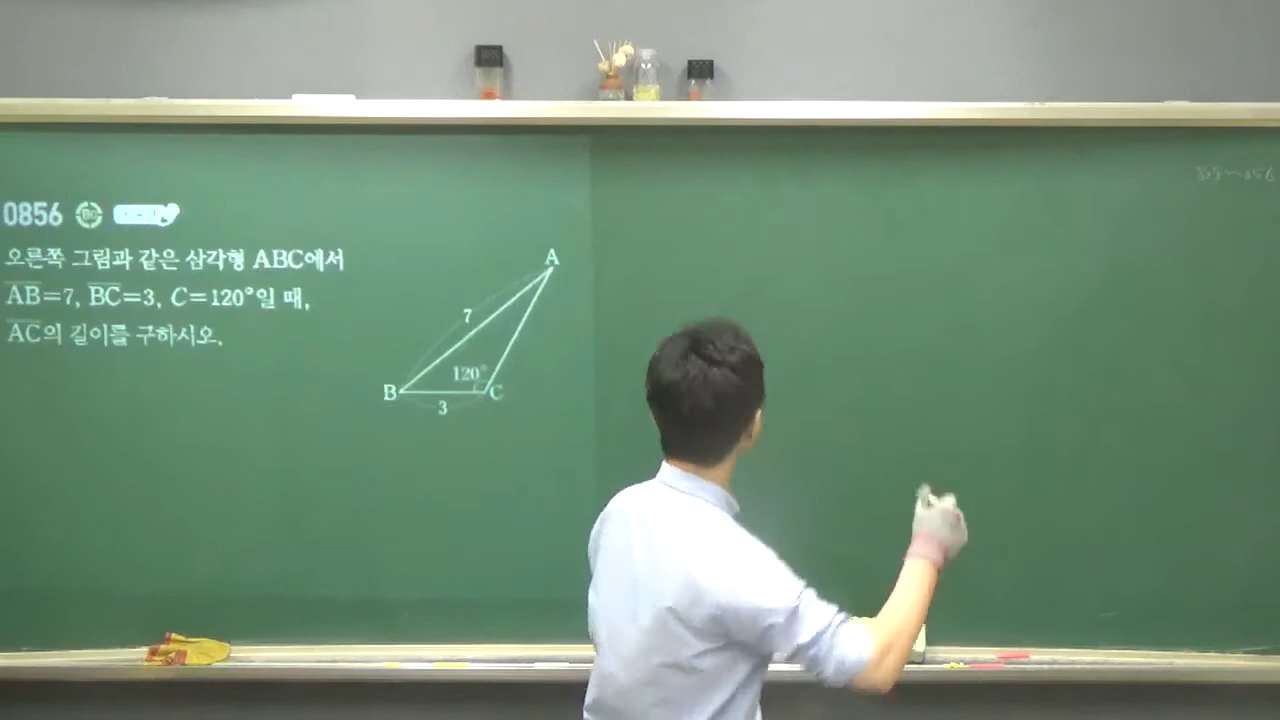 0856
오른쪽 그림과 같은 삼각형 ABC에서
AB=7, BC=3, C=120°일 때,
AC의 길이를 구하시오.
A
7
120°
B
C
3